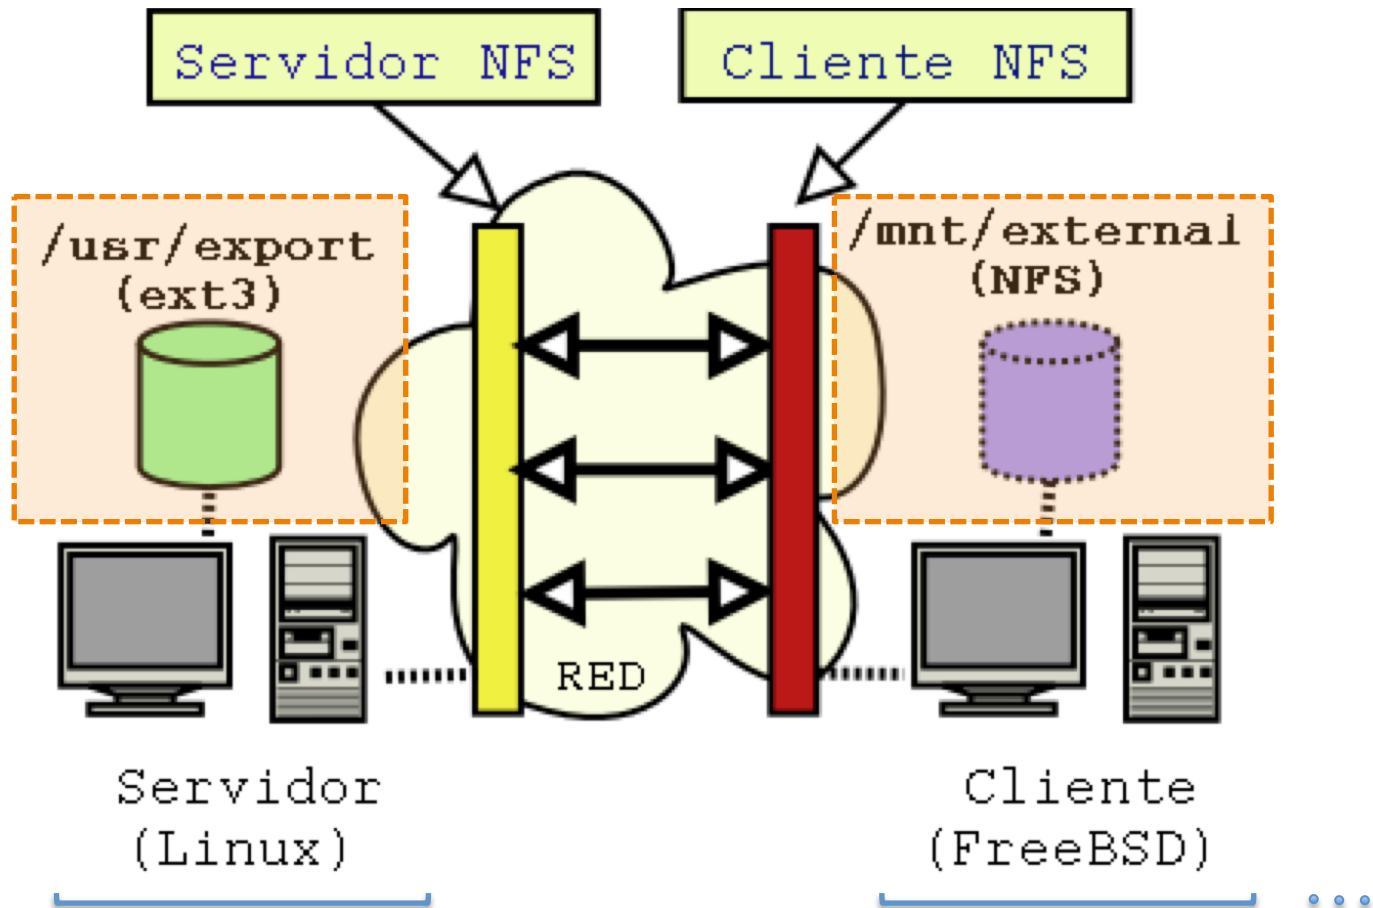 Servidor NFS
Cliente NFS
/usr/export
(ext3)
/mnt/external
(NFS)
RED
Servidor
(Linux)
Cliente
(FreeBSD)